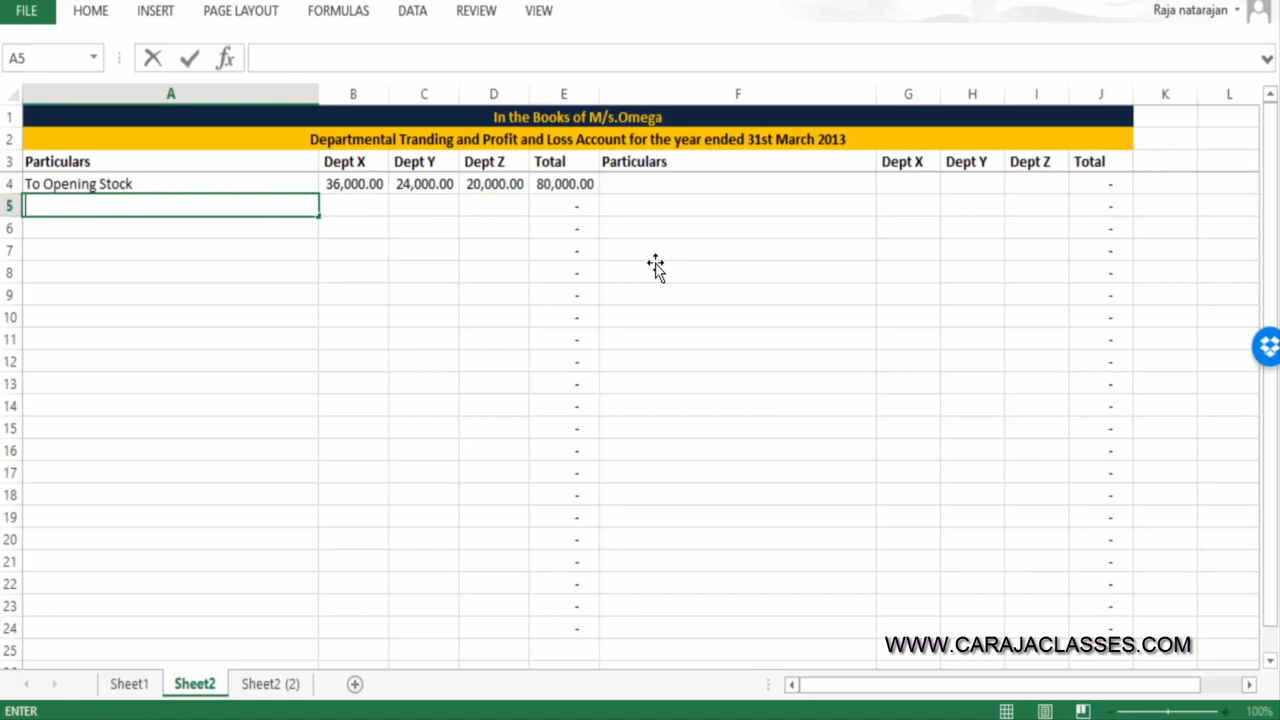 FILE HOME INSERT PAGE LAYOUT FORMULAS DATA REVIEW VIEW Raja natarajan
A5 fx
A B C D E F G H I J K L
1 In the Books of M/s.Omega
2 Departmental Tranding and Profit and Loss Account for the year ended 31st March 2013
3 Particulars Dept X Dept Y Dept Z Total Particulars Dept X Dept Y Dept Z Total
4 To Opening Stock 36,000.00 24,000.00 20,000.00 80,000.00 -
5 - -
6 - -
7 - -
8 - -
9 - -
10 - -
11 - -
12 - -
13 - -
14 - -
15 - -
16 - -
17 - -
18 - -
19 - -
20 - -
21 - -
22 - -
23 - -
24 - -
25
WWW.CARAJACLASSES.COM
Sheet1 Sheet2 Sheet2 (2)
ENTER 100%